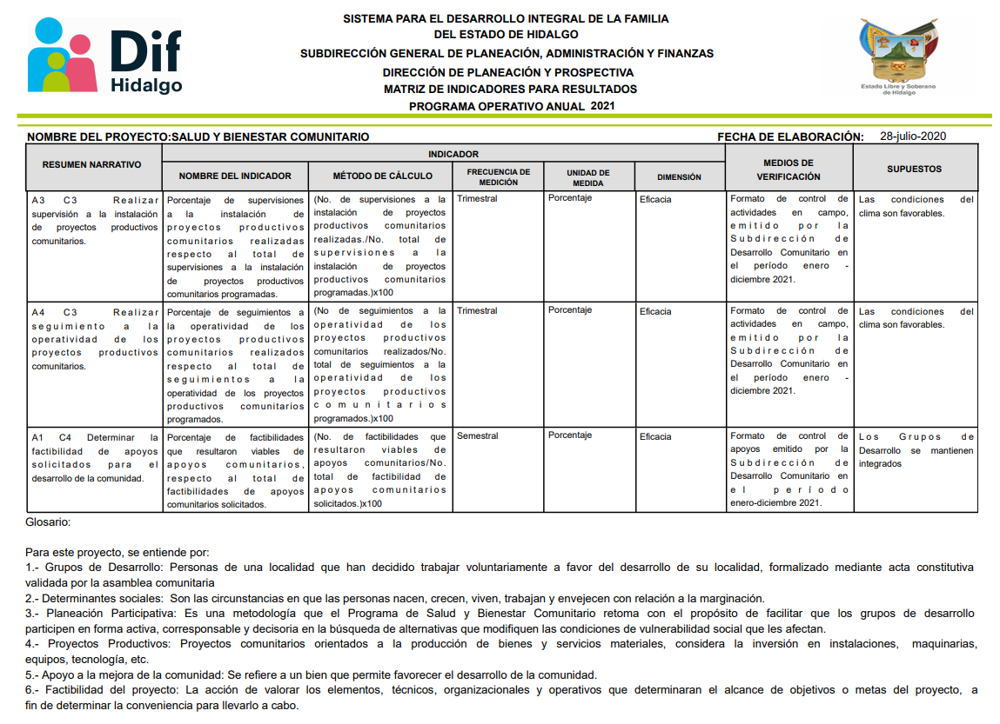 Dif
Hidalgo
SISTEMA PARA EL DESARROLLO INTEGRAL DE LA FAMILIA
DEL ESTADO DE HIDALGO
SUBDIRECCIÓN GENERAL DE PLANEACIÓN, ADMINISTRACIÓN Y FINANZAS
DIRECCIÓN DE PLANEACIÓN Y PROSPECTIVA
MATRIZ DE INDICADORES PARA RESULTADOS
PROGRAMA OPERATIVO ANUAL 2021
Estado Libre y Soberano
de Hidalgo
NOMBRE DEL PROYECTO:SALUD Y BIENESTAR COMUNITARIO
FECHA DE ELABORACIÓN: 28-julio-2020
RESUMEN NARRATIVO
INDICADOR
NOMBRE DEL INDICADOR
MÉTODO DE CÁLCULO
FRECUENCIA DE
MEDICIÓN
UNIDAD DE
MEDIDA
DIMENSIÓN
MEDIOS DE
VERIFICACIÓN
SUPUESTOS
A3 C3 Realizar
supervisión a la instalación
de proyectos productivos
comunitarios.
Porcentaje de supervisiones
a la instalación de
proyectos productivos
comunitarios realizadas
respecto al total de
supervisiones a la instalación
de proyectos productivos
comunitarios programadas.
(No. de supervisiones a la
instalación de proyectos
productivos comunitarios
realizadas./No. total de
supervisiones a la
instalación de proyectos
productivos comunitarios
programadas.)x100
Trimestral
Porcentaje
Eficacia
Formato de control de
actividades en campo,
emitido por la
Subdirección de
Desarrollo Comunitario en
el período enero -
diciembre 2021.
Las condiciones del
clima son favorables.
A4 C3 Realizar
seguimiento a la
operatividad de los
proyectos productivos
comunitarios.
Porcentaje de seguimientos a
la operatividad de los
proyectos productivos
comunitarios realizados
respecto al total de
seguimientos a la
operatividad de los proyectos
productivos comunitarios
programados.
(No de seguimientos a la
operatividad de los
proyectos productivos
comunitarios realizados/No.
total de seguimientos a la
operatividad de los
proyectos productivos
comunitarios
programados.)x100
Trimestral
Porcentaje
Eficacia
Formato de control de
actividades en campo,
emitido por la
Subdirección de
Desarrollo Comunitario en
el período enero -
diciembre 2021.
Las condiciones del
clima son favorables.
A1 C4 Determinar la
factibilidad de apoyos
solicitados para el
desarrollo de la comunidad.
Porcentaje de factibilidades
que resultaron viables de
apoyos comunitarios,
respecto al total de
factibilidades de apoyos
comunitarios solicitados.
(No. de factibilidades que
resultaron viables de
apoyos comunitarios/No.
total de factibilidad de
apoyos comunitarios
solicitados.)x100
Semestral
Porcentaje
Eficacia
Formato de control de
apoyos emitido por la
Subdirección de
Desarrollo Comunitario en
el período
enero-diciembre 2021.
Los Grupos de
Desarrollo se mantienen
integrados
Glosario:
Para este proyecto, se entiende por:
1.- Grupos de Desarrollo: Personas de una localidad que han decidido trabajar voluntariamente a favor del desarrollo de su localidad, formalizado mediante acta constitutiva
validada por la asamblea comunitaria
2.- Determinantes sociales: Son las circunstancias en que las personas nacen, crecen, viven, trabajan y envejecen con relación a la marginación.
3.- Planeación Participativa: Es una metodología que el Programa de Salud y Bienestar Comunitario retoma con el propósito de facilitar que los grupos de desarrollo
participen en forma activa, corresponsable y decisoria en la búsqueda de alternativas que modifiquen las condiciones de vulnerabilidad social que les afectan.
4.- Proyectos Productivos: Proyectos comunitarios orientados a la producción de bienes y servicios materiales, considera la inversión en instalaciones, maquinarias,
equipos, tecnología, etc.
5.- Apoyo a la mejora de la comunidad: Se refiere a un bien que permite favorecer el desarrollo de la comunidad.
6.- Factibilidad del proyecto: La acción de valorar los elementos, técnicos, organizacionales y operativos que determinaran el alcance de objetivos o metas del proyecto, a
fin de determinar la conveniencia para llevarlo a cabo.